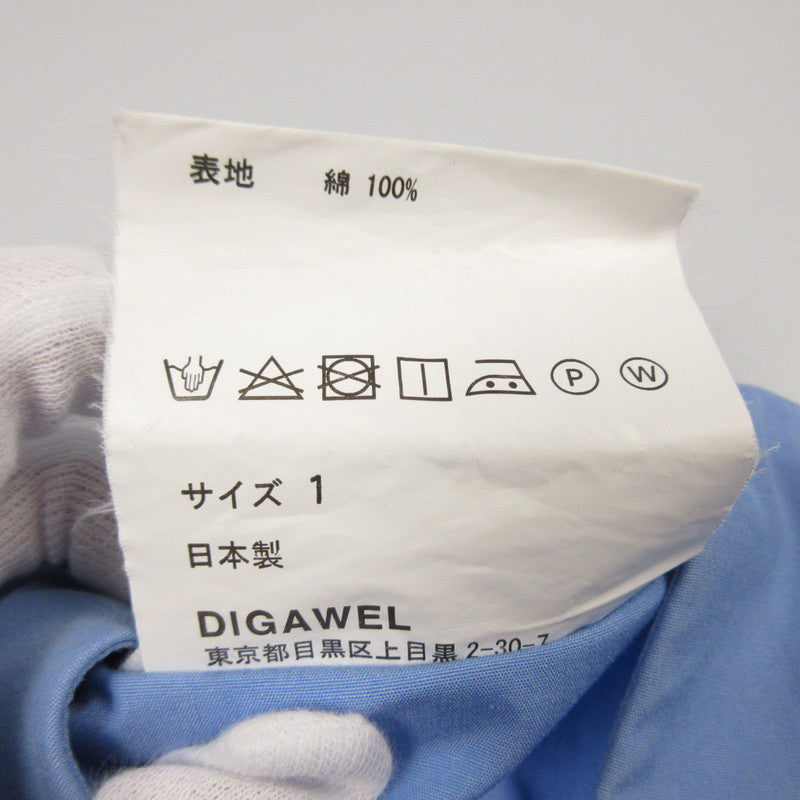 表地 綿 100%
P W
サイズ 1
日本製
DIGAWEL
東京都目黒区上目黒 2-30-7